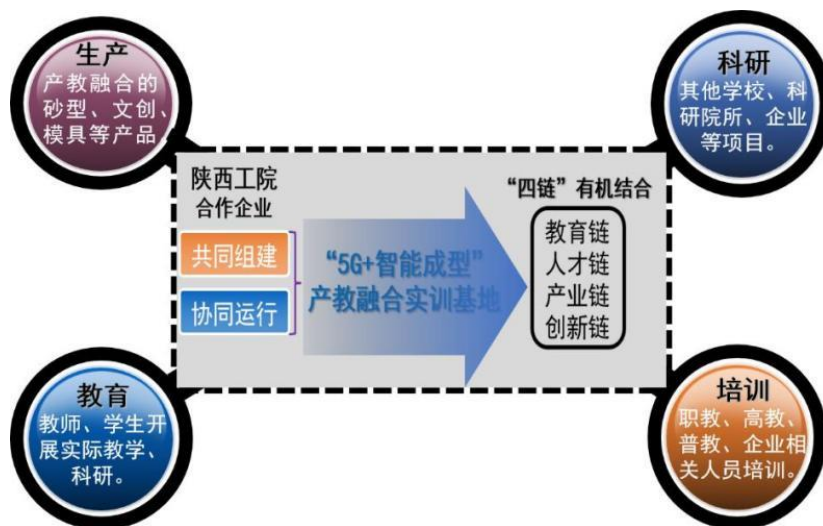 生产
产教融合的
砂型、文创、
模具等产品
科研
其他学校、科
研院所、企业
等项目。
陕西工院
合作企业
共同组建
协同运行
“5G+智能成型”
产教融合实训基地
“四链”有机结合
教育链
人才链
产业链
创新链
教育
教师、学生开
展实际教学、
科研。
培训
职教、高教、
普教、企业相
关人员培训。